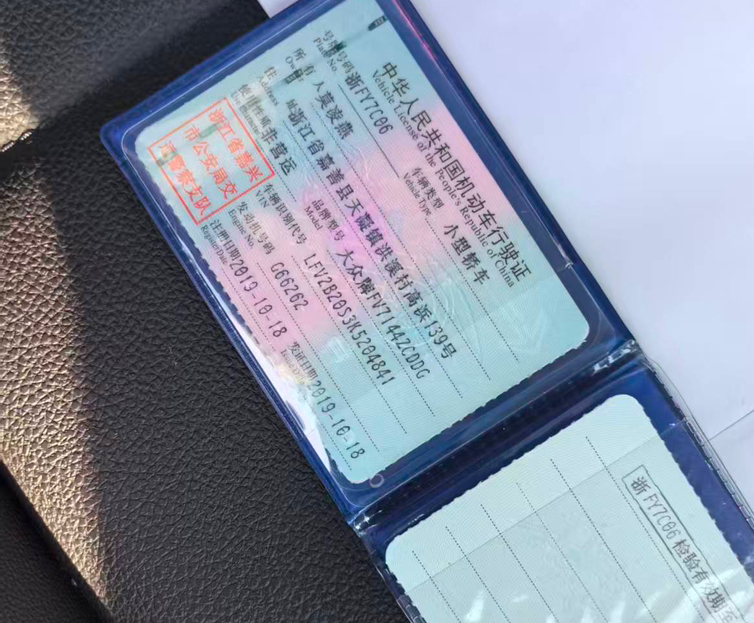 中华人民共和国机动车行驶证
Vehicle License of the People's Republic of China
号牌号码 浙FY7C06 车辆类型 小型轿车
Plate No. Vehicle Type
所有人 莫凌燕
Owner
住址 浙江省嘉善县天凝镇洪溪村高浜139号
Address
使用性质 非营运 品牌型号 大众牌FV7144ZCDDG
Model
浙江省嘉兴
市公安局交
通警察支队
车辆识别代号 LFV2B20S3K5204841
VIN
发动机号码 G66262
Engine No.
注册日期 2019-10-18 发证日期 2019-10-18
Register Date Issue Date
浙FY7C06 检验有效期至